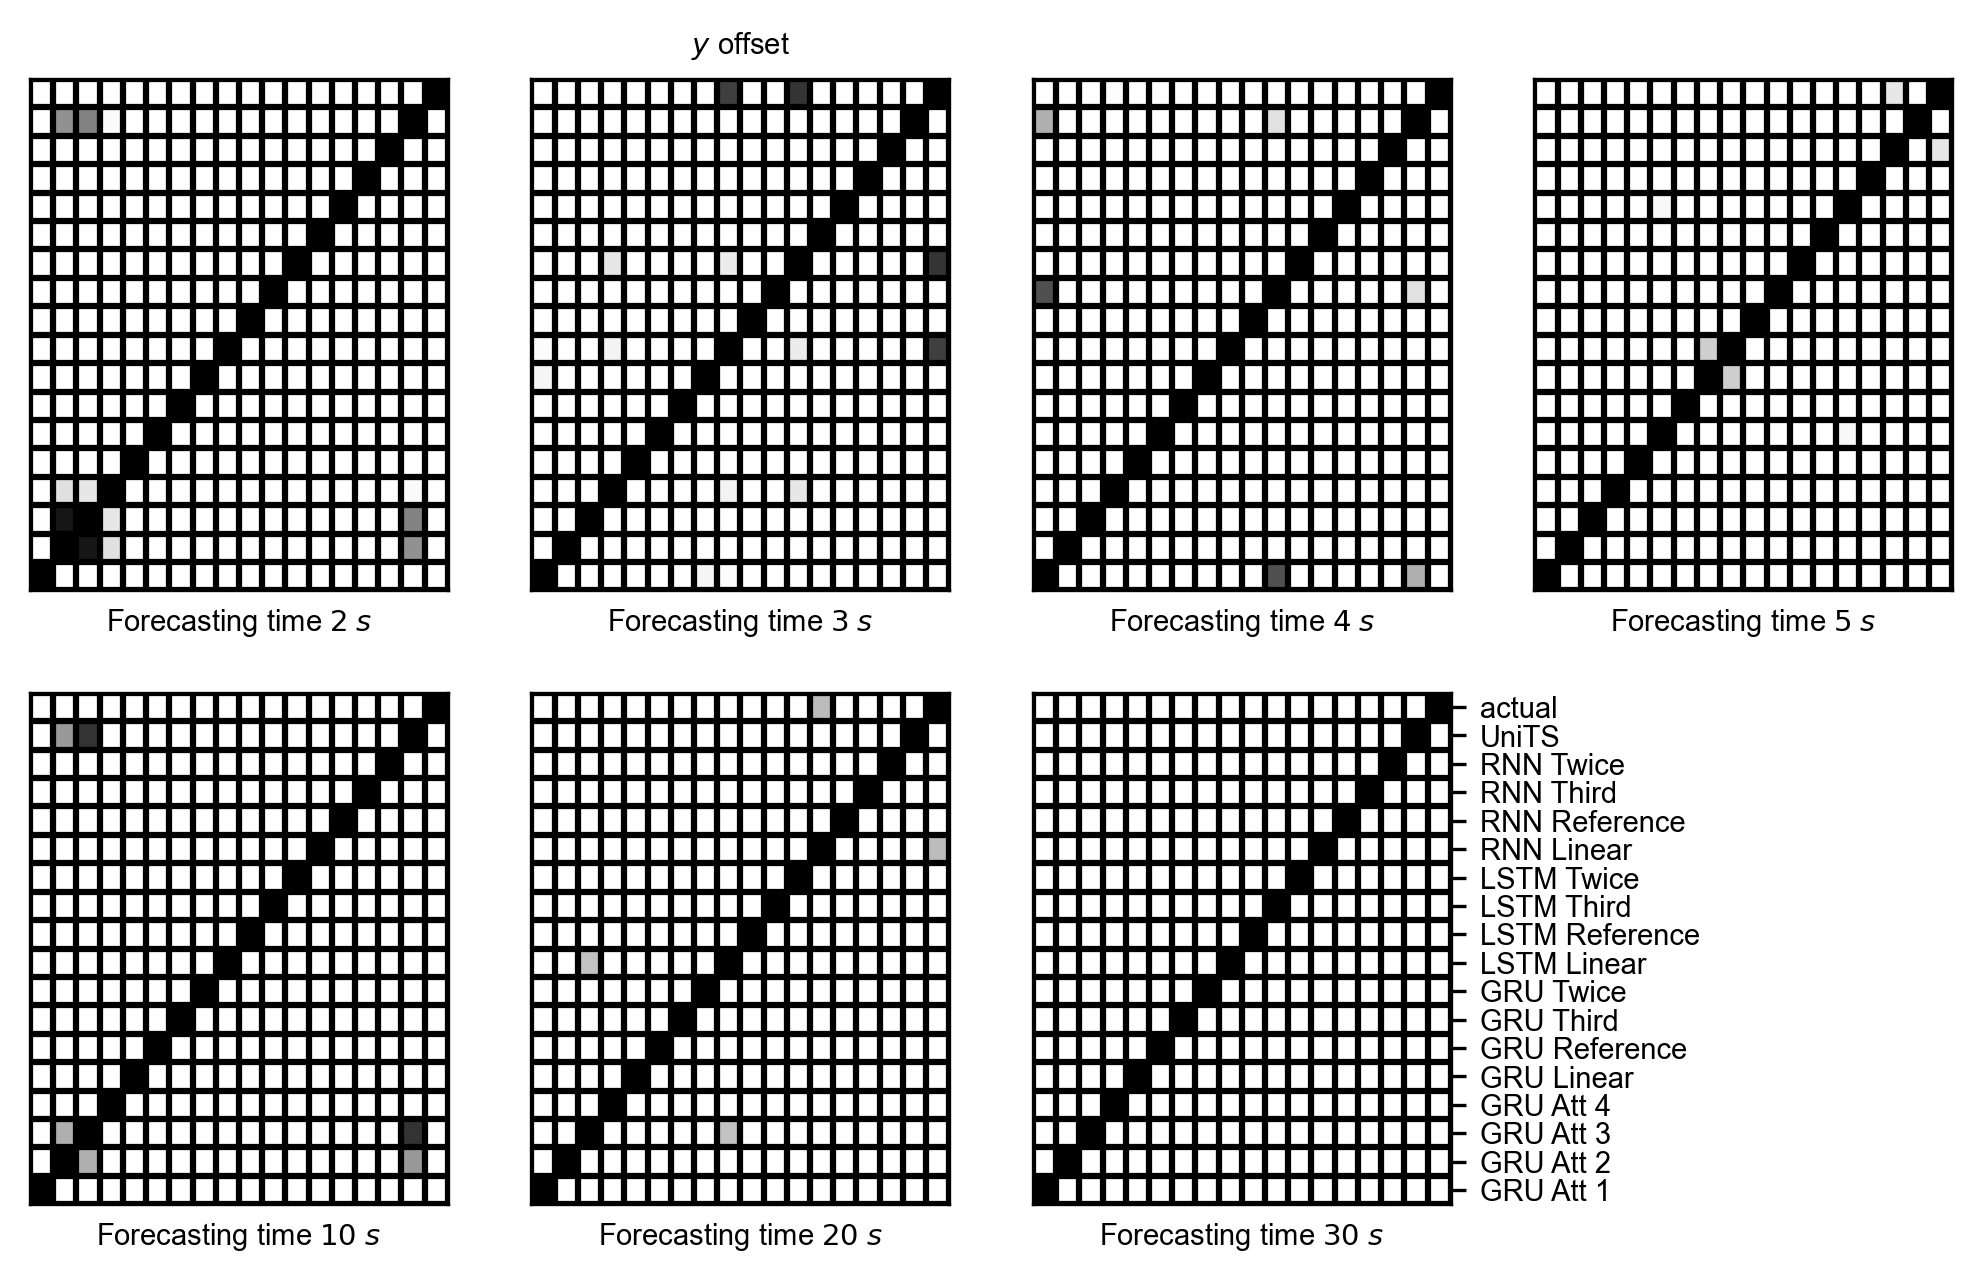 y offset
Forecasting time 2 s
Forecasting time 3 s
Forecasting time 4 s
Forecasting time 5 s
actual
UniTS
RNN Twice
RNN Third
RNN Reference
RNN Linear
LSTM Twice
LSTM Third
LSTM Reference
LSTM Linear
GRU Twice
GRU Third
GRU Reference
GRU Linear
GRU Att 4
GRU Att 3
GRU Att 2
GRU Att 1
Forecasting time 10 s
Forecasting time 20 s
Forecasting time 30 s